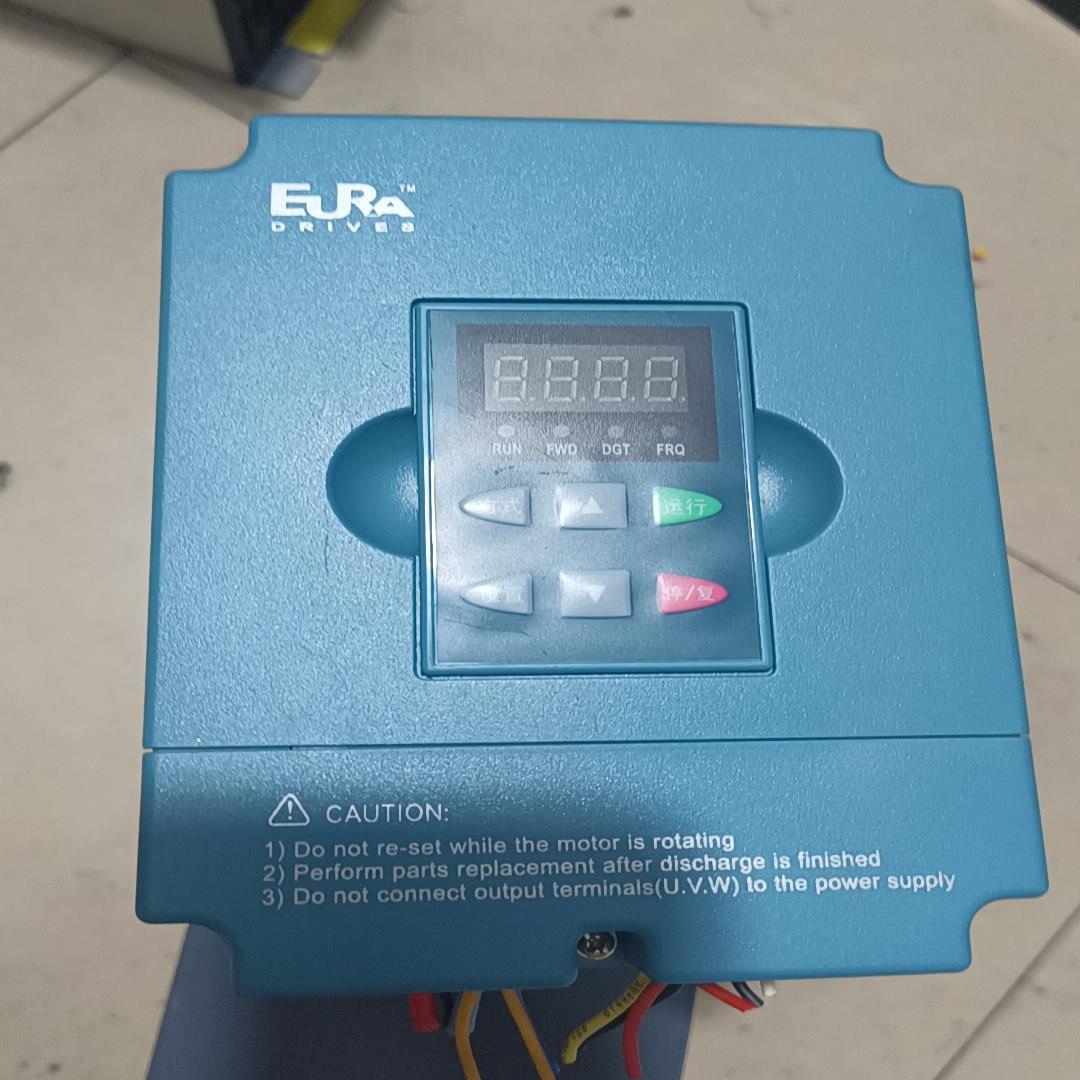 EURA™
DRIVES
8.8.8.8.
RUN FWD DGT FRQ
▲ 运行
▼ 停/复
CAUTION:
1) Do not re-set while the motor is rotating
2) Perform parts replacement after discharge is finished
3) Do not connect output terminals(U.V.W) to the power supply